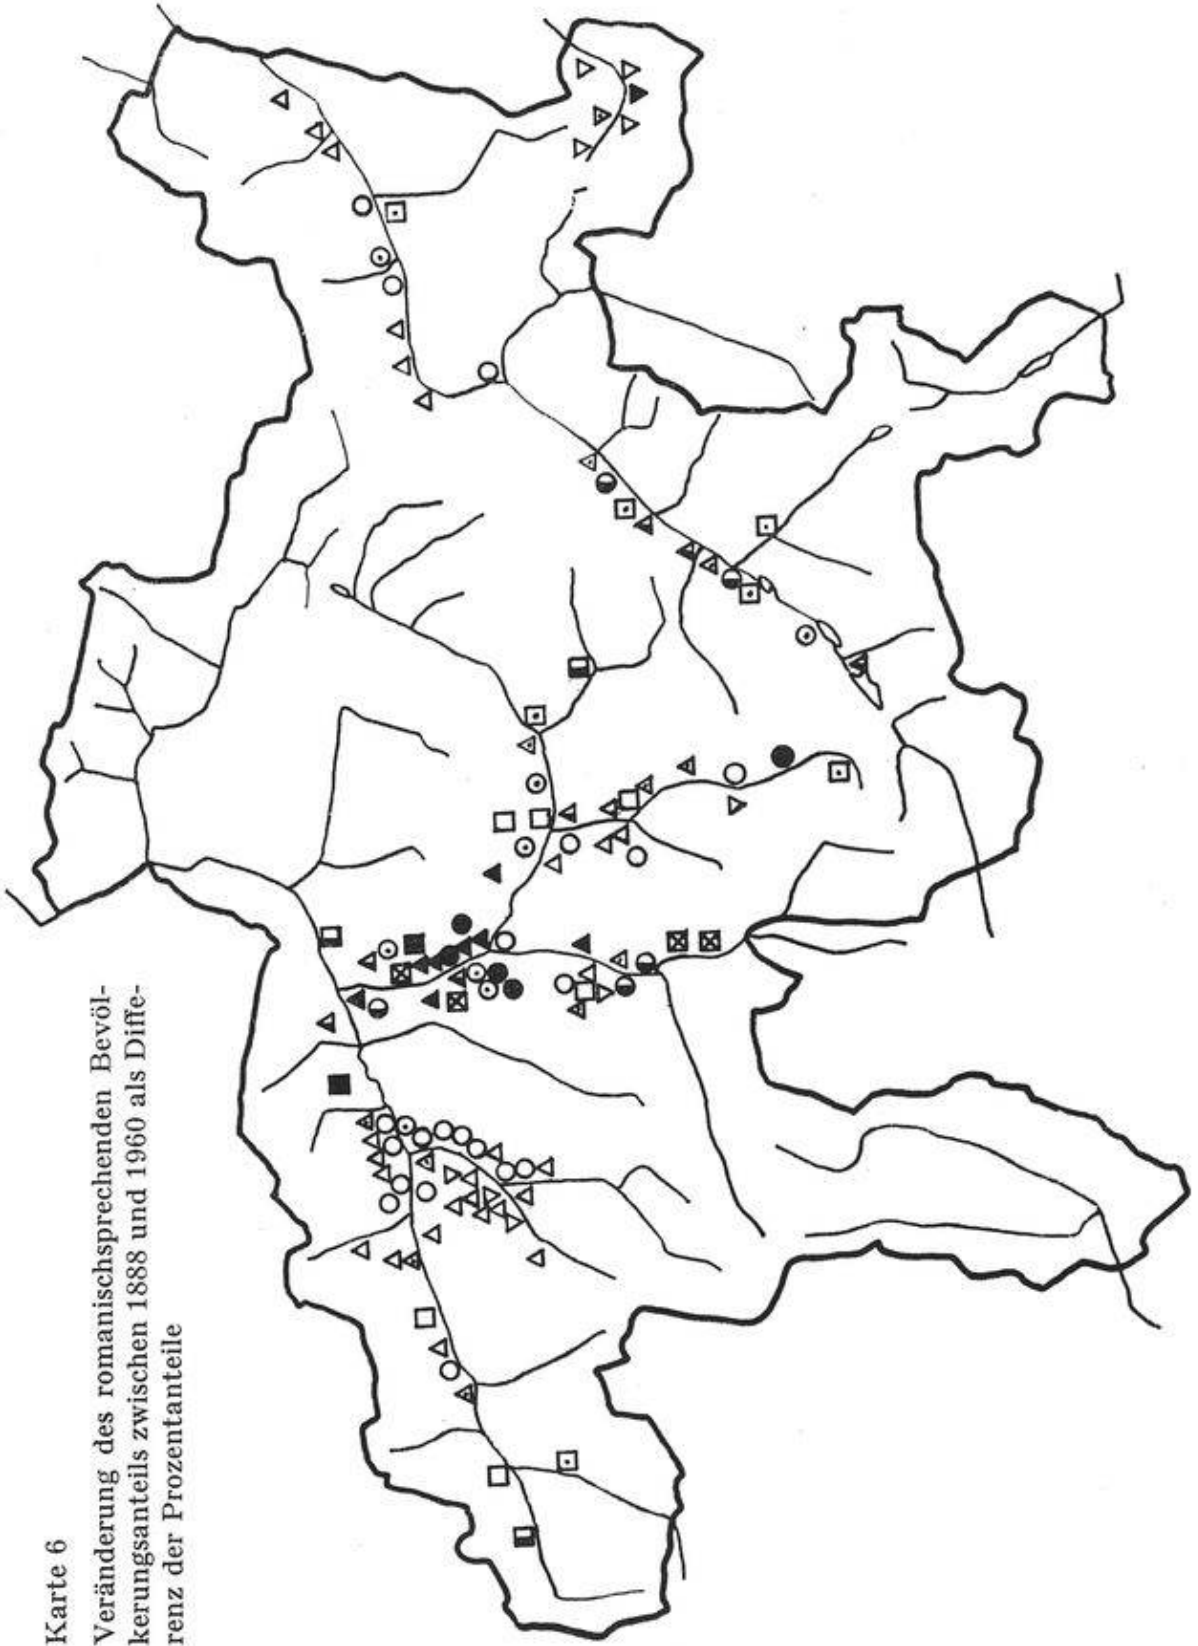 Karte 6
Veränderung des romanischsprechenden Bevöl-
kerungsanteils zwischen 1888 und 1960 als Diffe-
renz der Prozentanteile